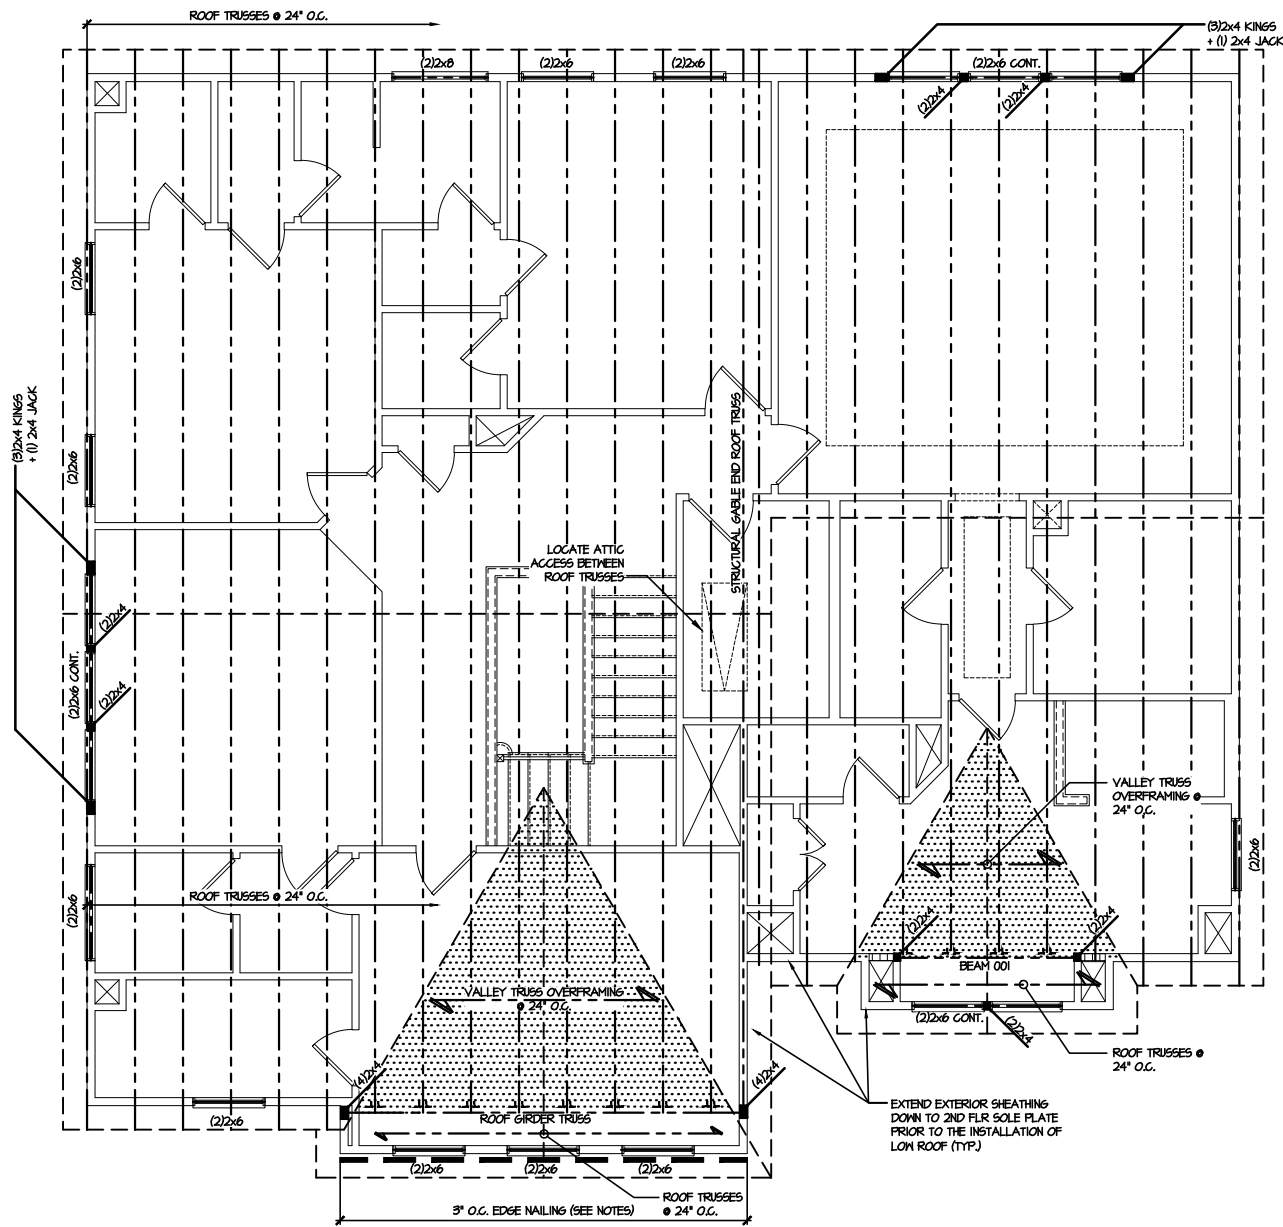 ROOF TRUSSES @ 24" O.C.
(3)2x4 KINGS
+ (1) 2x4 JACK
(2)2x8
(2)2x6
(2)2x6
(2)2x6 CONT.
(2)2x4
(2)2x4
(2)2x6
(3)2x4 KINGS
+ (1) 2x4 JACK
(2)2x6
STRUCTURAL GABLE END ROOF TRUSS
LOCATE ATTIC
ACCESS BETWEEN
ROOF TRUSSES
(2)2x4
(2)2x6 CONT.
(2)2x4
VALLEY TRUSS
OVERFRAMING @
24" O.C.
(2)2x6
ROOF TRUSSES @ 24" O.C.
(2)2x6
(2)2x4
(2)2x4
BEAM 001
VALLEY TRUSS OVERFRAMING
@ 24" O.C.
(2)2x6 CONT.
(2)2x4
ROOF TRUSSES @
24" O.C.
(4)2x4
(4)2x4
EXTEND EXTERIOR SHEATHING
DOWN TO 2ND FLR SOLE PLATE
PRIOR TO THE INSTALLATION OF
LOW ROOF (TYP.)
(2)2x6
ROOF GIRDER TRUSS
(2)2x6
(2)2x6
(2)2x6
ROOF TRUSSES
@ 24" O.C.
3" O.C. EDGE NAILING (SEE NOTES)